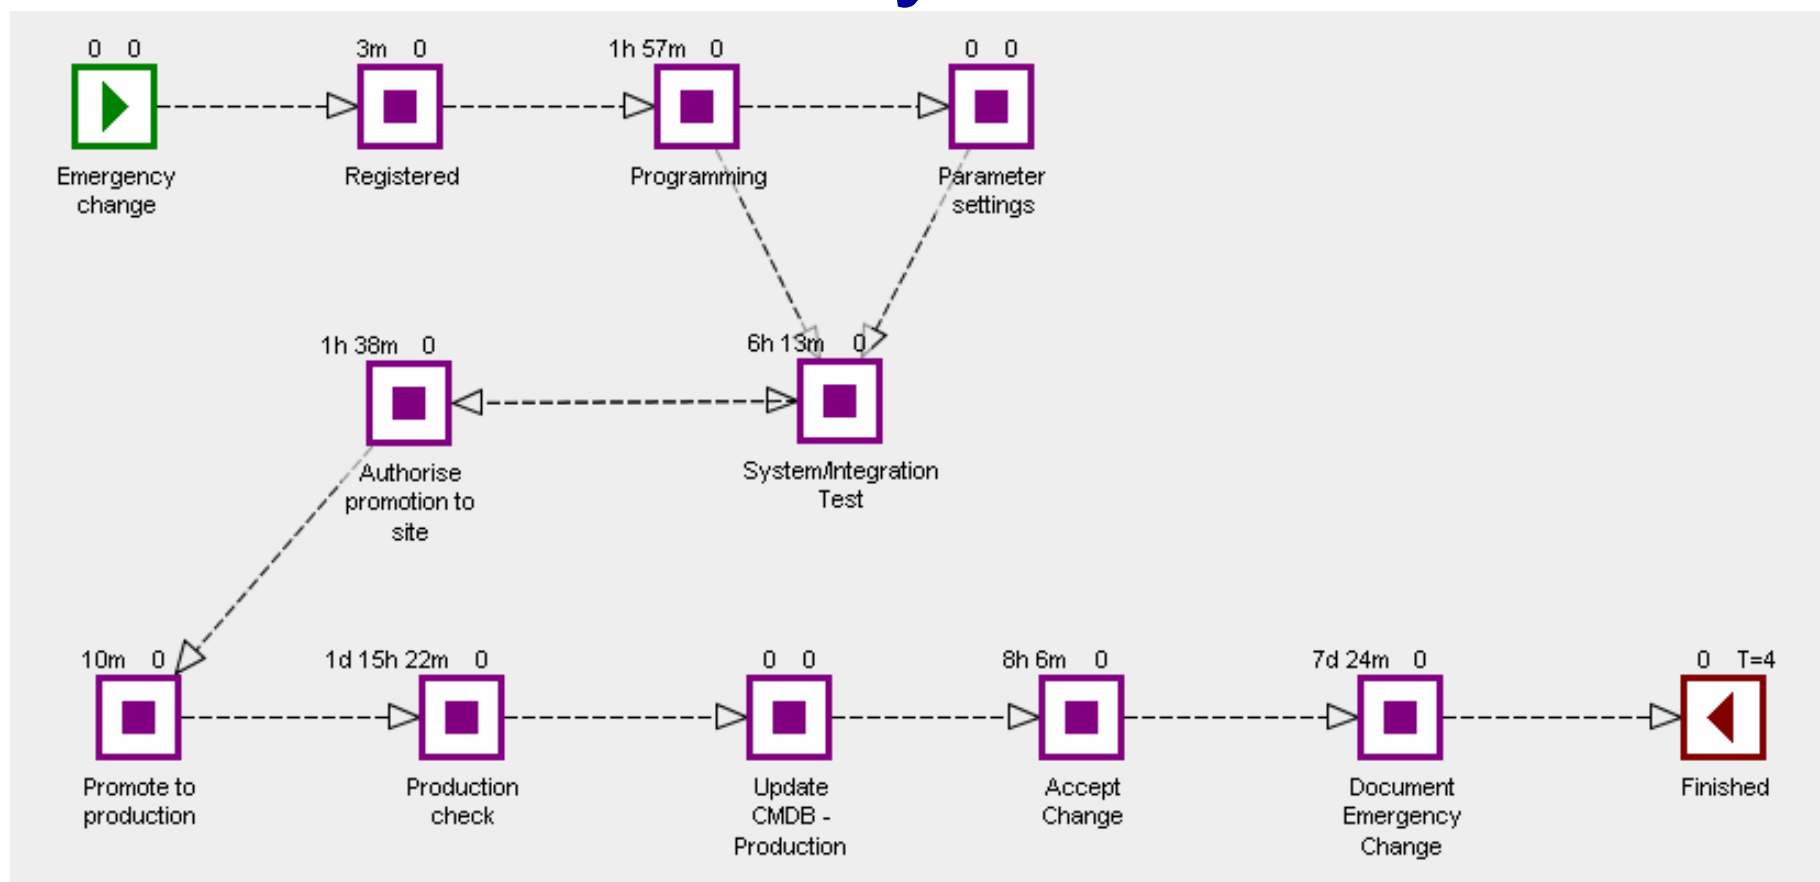 0 0
3m 0
1h 57m 0
0 0
Emergency
change
Registered
Programming
Parameter
settings
1h 38m 0
6h 13m 0
Authorise
promotion to
site
System/Integration
Test
10m 0
1d 15h 22m 0
0 0
8h 6m 0
7d 24m 0
0 T=4
Promote to
production
Production
check
Update
CMDB -
Production
Accept
Change
Document
Emergency
Change
Finished